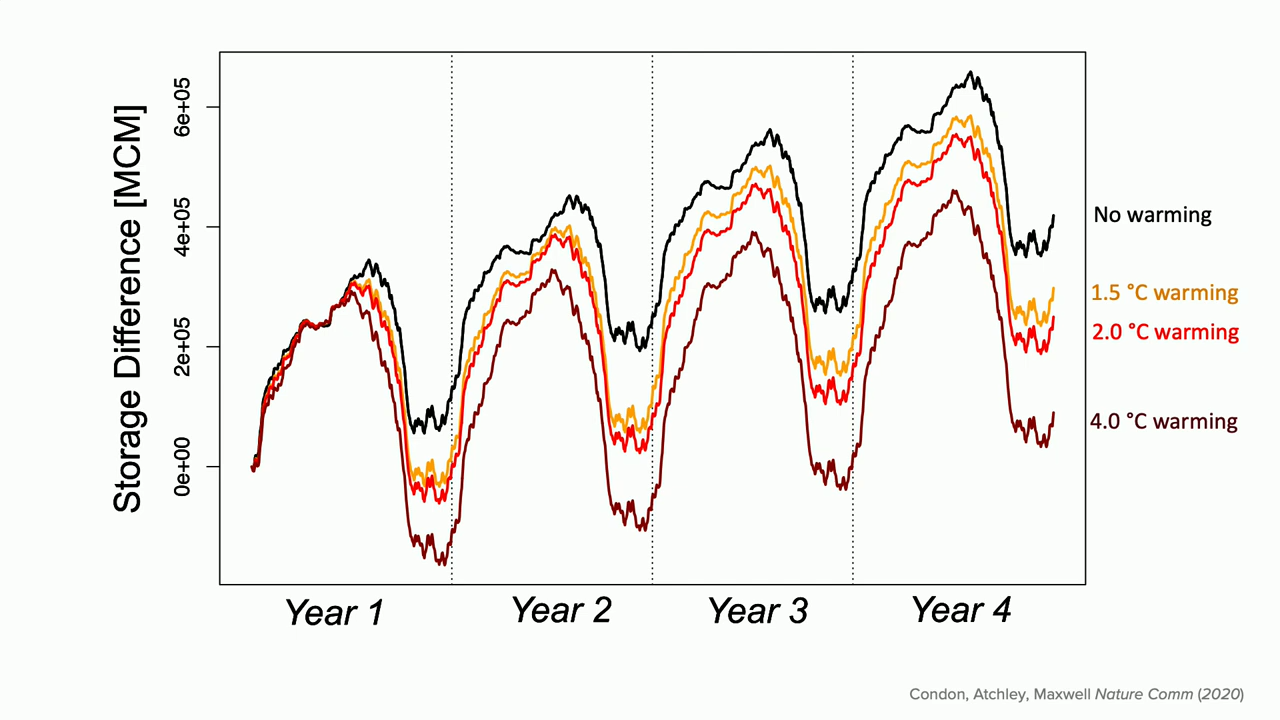 Storage Difference [MCM]
6e+05
4e+05
2e+05
0e+00
No warming
1.5 °C warming
2.0 °C warming
4.0 °C warming
Year 1
Year 2
Year 3
Year 4
Condon, Atchley, Maxwell Nature Comm (2020)